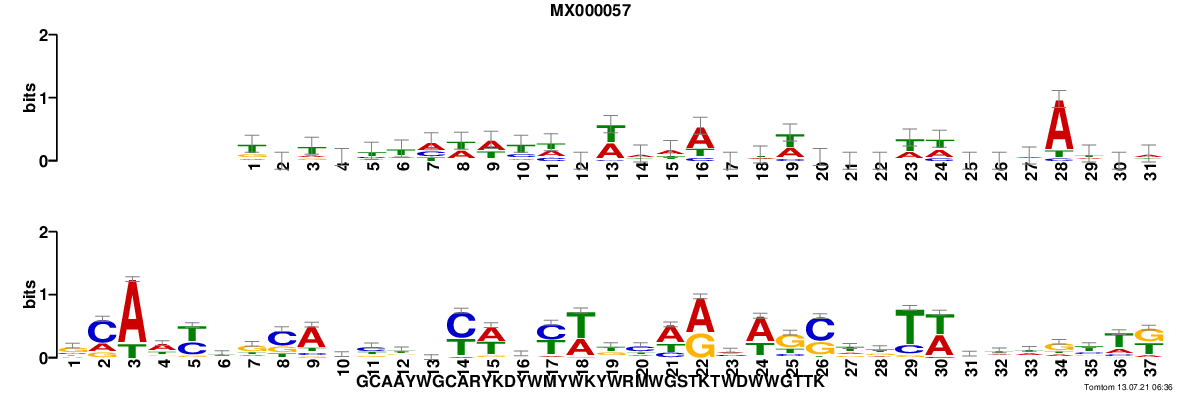 MX000057
2
1
0
bits
1 2 3 4 5 6 7 8 9 10 11 12 13 14 15 16 17 18 19 20 21 22 23 24 25 26 27 28 29 30 31
2
1
0
bits
1 2 3 4 5 6 7 8 9 10 11 12 13 14 15 16 17 18 19 20 21 22 23 24 25 26 27 28 29 30 31 32 33 34 35 36 37
GCAAYWGCARYKDYWMYWKYWRMWGSTKTWDWWGTTK
Tomtom 13.07.21 06:36